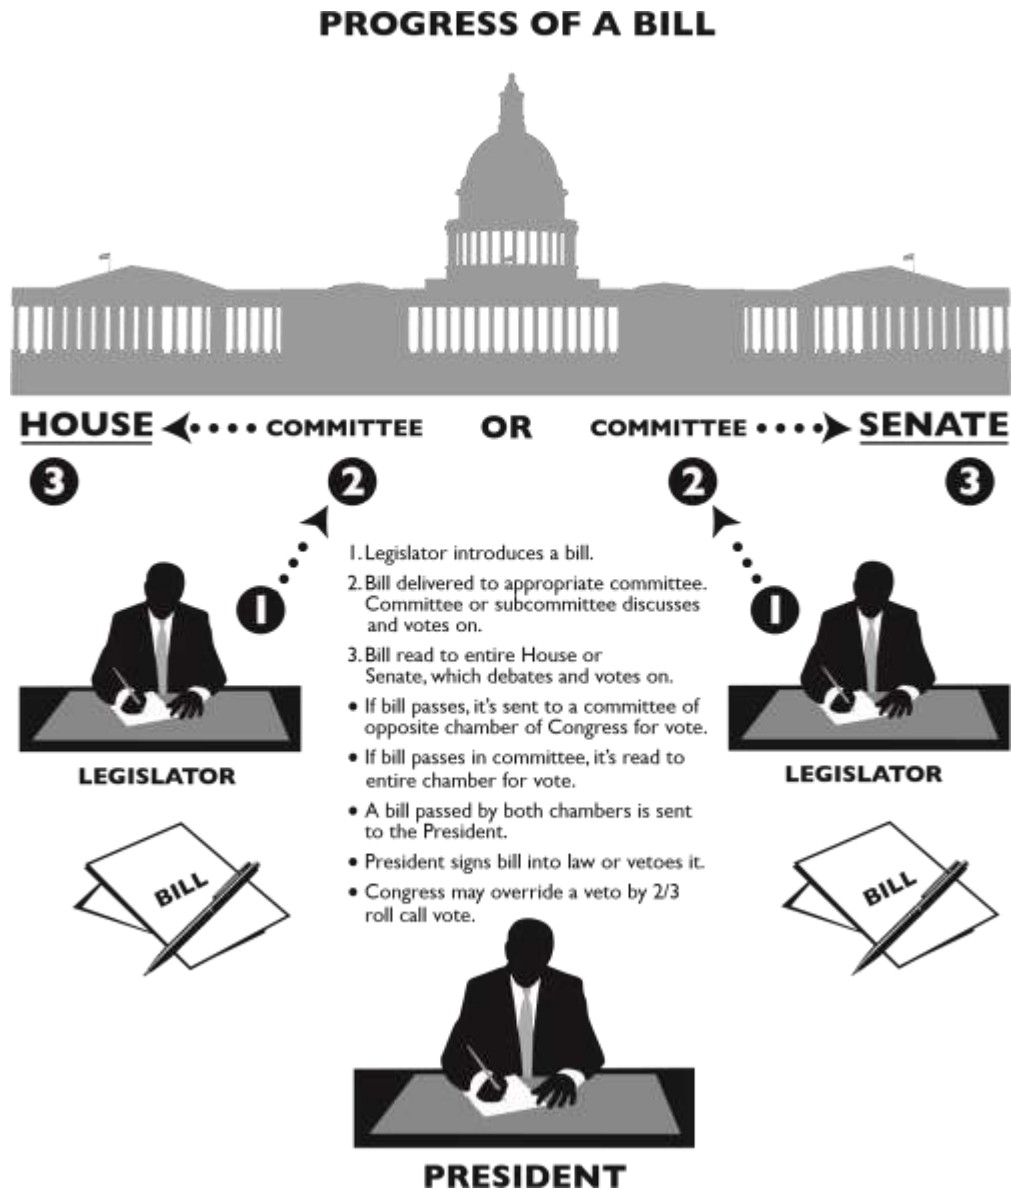 PROGRESS OF A BILL
HOUSE COMMITTEE OR COMMITTEE SENATE
3 2 2 3
1 1
1. Legislator introduces a bill.
2. Bill delivered to appropriate committee.
Committee or subcommittee discusses
and votes on.
3. Bill read to entire House or
Senate, which debates and votes on.
• If bill passes, it's sent to a committee of
opposite chamber of Congress for vote.
• If bill passes in committee, it's read to
entire chamber for vote.
• A bill passed by both chambers is sent
to the President.
• President signs bill into law or vetoes it.
• Congress may override a veto by 2/3
roll call vote.
LEGISLATOR
LEGISLATOR
BILL
BILL
PRESIDENT